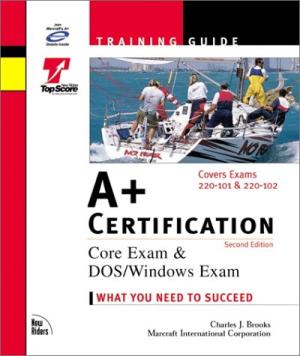 TRAINING GUIDE
Top Score
Covers Exams
220-101 & 220-102
A+
CERTIFICATION
Second Edition
Core Exam &
DOS/Windows Exam
WHAT YOU NEED TO SUCCEED
Charles J. Brooks
Marcraft International Corporation
New
Riders